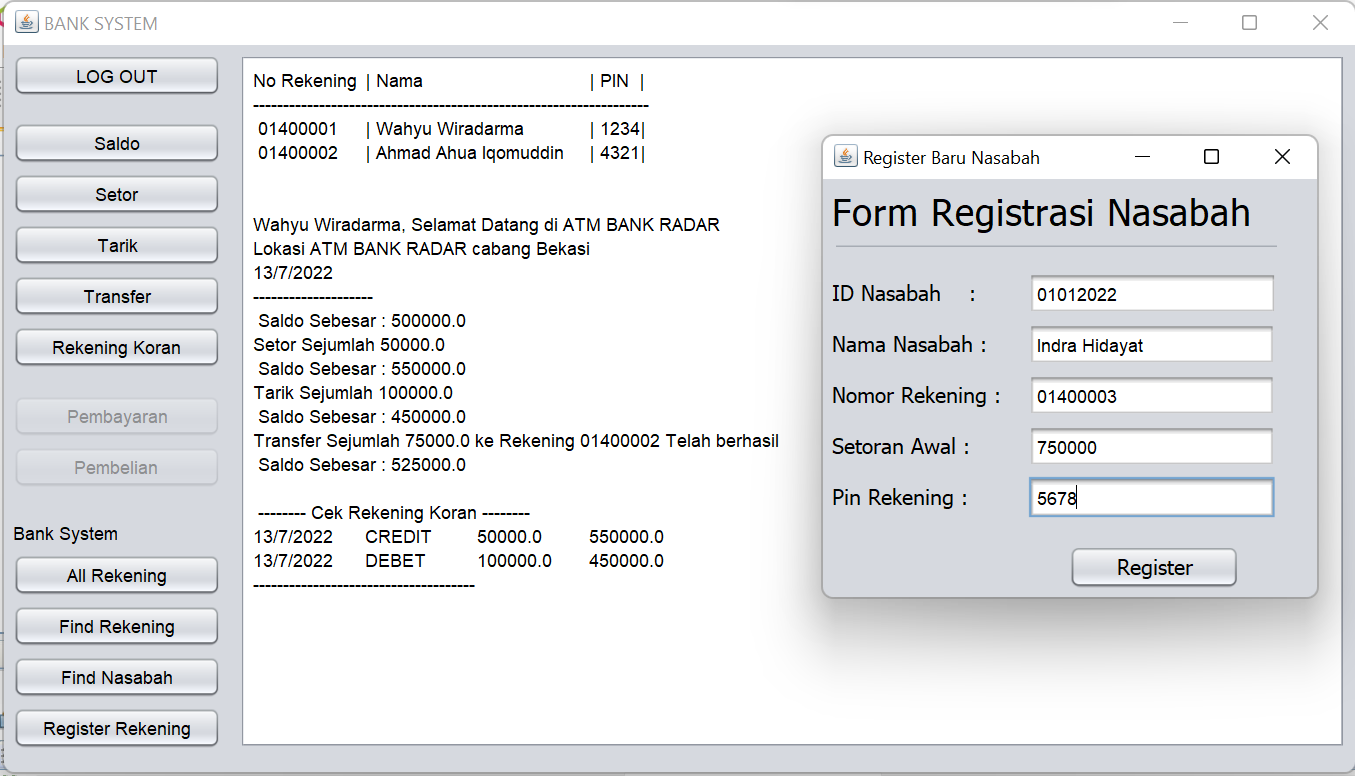 BANK SYSTEM
LOG OUT
Saldo
Setor
Tarik
Transfer
Rekening Koran
Pembayaran
Pembelian
Bank System
All Rekening
Find Rekening
Find Nasabah
Register Rekening
No Rekening | Nama | PIN |
------------------------------------------------------------------
01400001 | Wahyu Wiradarma | 1234|
01400002 | Ahmad Ahua Iqomuddin | 4321|
Wahyu Wiradarma, Selamat Datang di ATM BANK RADAR
Lokasi ATM BANK RADAR cabang Bekasi
13/7/2022
--------------------
Saldo Sebesar : 500000.0
Setor Sejumlah 50000.0
Saldo Sebesar : 550000.0
Tarik Sejumlah 100000.0
Saldo Sebesar : 450000.0
Transfer Sejumlah 75000.0 ke Rekening 01400002 Telah berhasil
Saldo Sebesar : 525000.0
-------- Cek Rekening Koran --------
13/7/2022 CREDIT 50000.0 550000.0
13/7/2022 DEBET 100000.0 450000.0
-------------------------------------
Register Baru Nasabah
Form Registrasi Nasabah
ID Nasabah : 01012022
Nama Nasabah : Indra Hidayat
Nomor Rekening : 01400003
Setoran Awal : 750000
Pin Rekening : 5678
Register